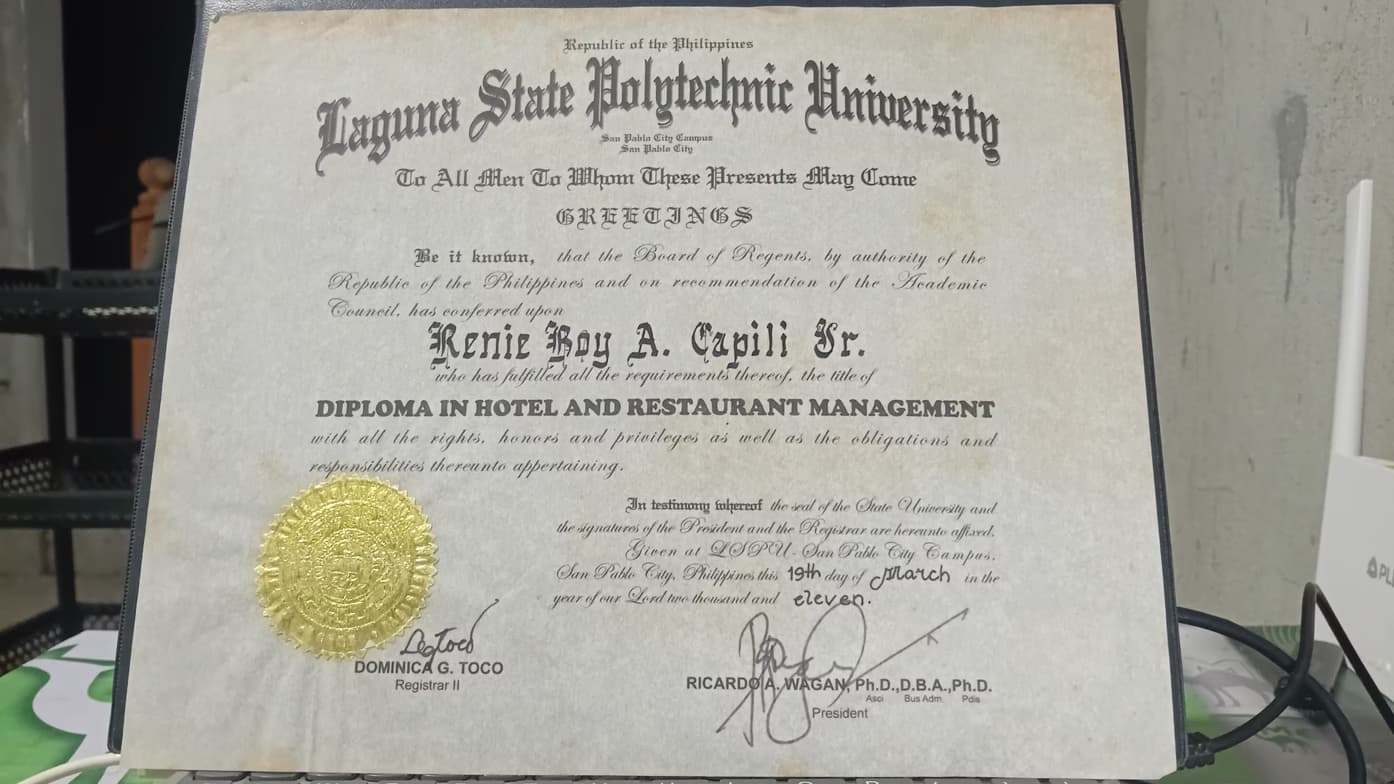 Republic of the Philippines
Laguna State Polytechnic University
San Pablo City Campus
San Pablo City
To All Men To Whom These Presents May Come
GREETINGS
Be it known, that the Board of Regents, by authority of the
Republic of the Philippines and on recommendation of the Academic
Council, has conferred upon
Renie Boy A. Capili Jr.
who has fulfilled all the requirements thereof, the title of
DIPLOMA IN HOTEL AND RESTAURANT MANAGEMENT
with all the rights, honors and privileges as well as the obligations and
responsibilities thereunto appertaining.
In testimony whereof the seal of the State University and
the signatures of the President and the Registrar are hereunto affixed.
Given at LSPU - San Pablo City Campus,
San Pablo City, Philippines this 19th day of March in the
year of our Lord two thousand and eleven.
DOMINICA G. TOCO
Registrar II
RICARDO A. WAGAN, Ph.D.,D.B.A.,Ph.D.
Asci Bus Adm. Pdis
President